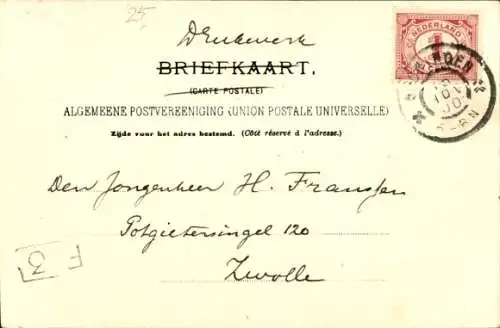 25
Drukwerk
NEDERLAND
1
BRIEFKAART.
(CARTE POSTALE)
ALGEMEENE POSTVEREENIGING (UNION POSTALE UNIVERSELLE)
Zijde voor het adres bestemd. (Côté réservé à l'adresse.)
Den Jongenheer H. Franssen
Potgietersingel 120
Zwolle
F 3